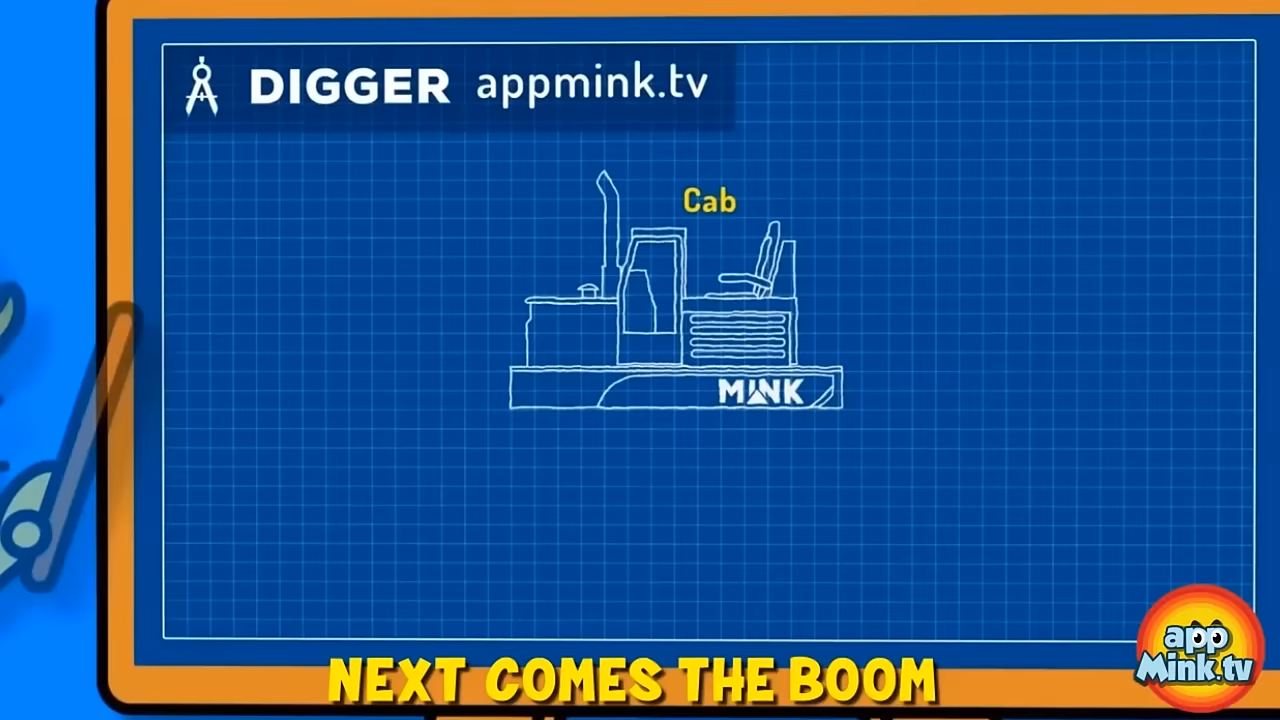 DIGGER appmink.tv
Cab
MINK
NEXT COMES THE BOOM
app
Mink.tv